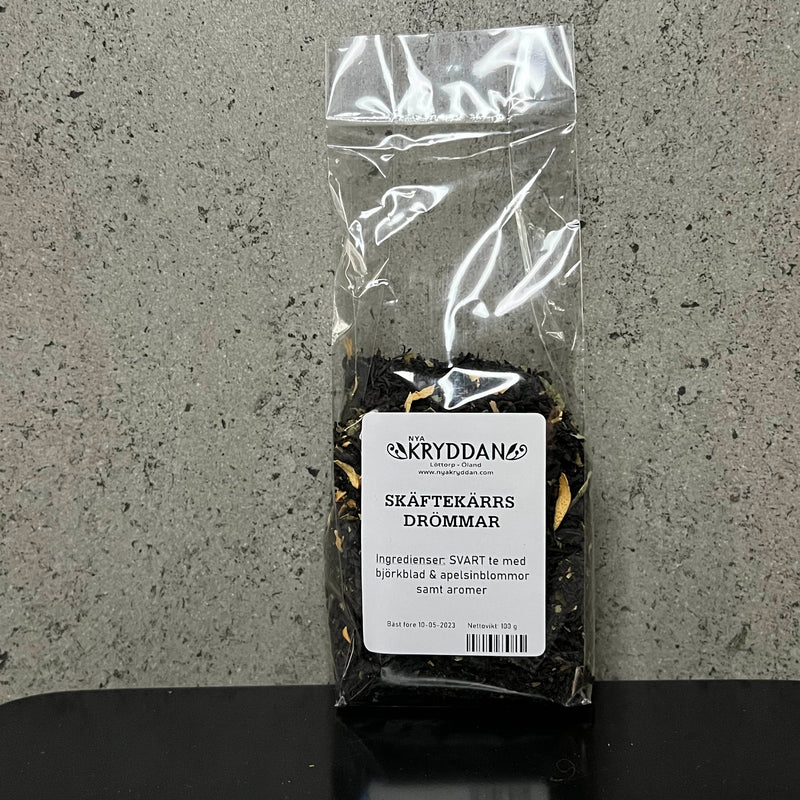 NYA
KRYDDAN
Löttorp - Öland
www.nyakryddan.com
SKÄFTEKÄRRS
DRÖMMAR
Ingredienser: SVART te med
björkblad & apelsinblommor
samt aromer
Bäst före 10-05-2023 Nettovikt: 100 g